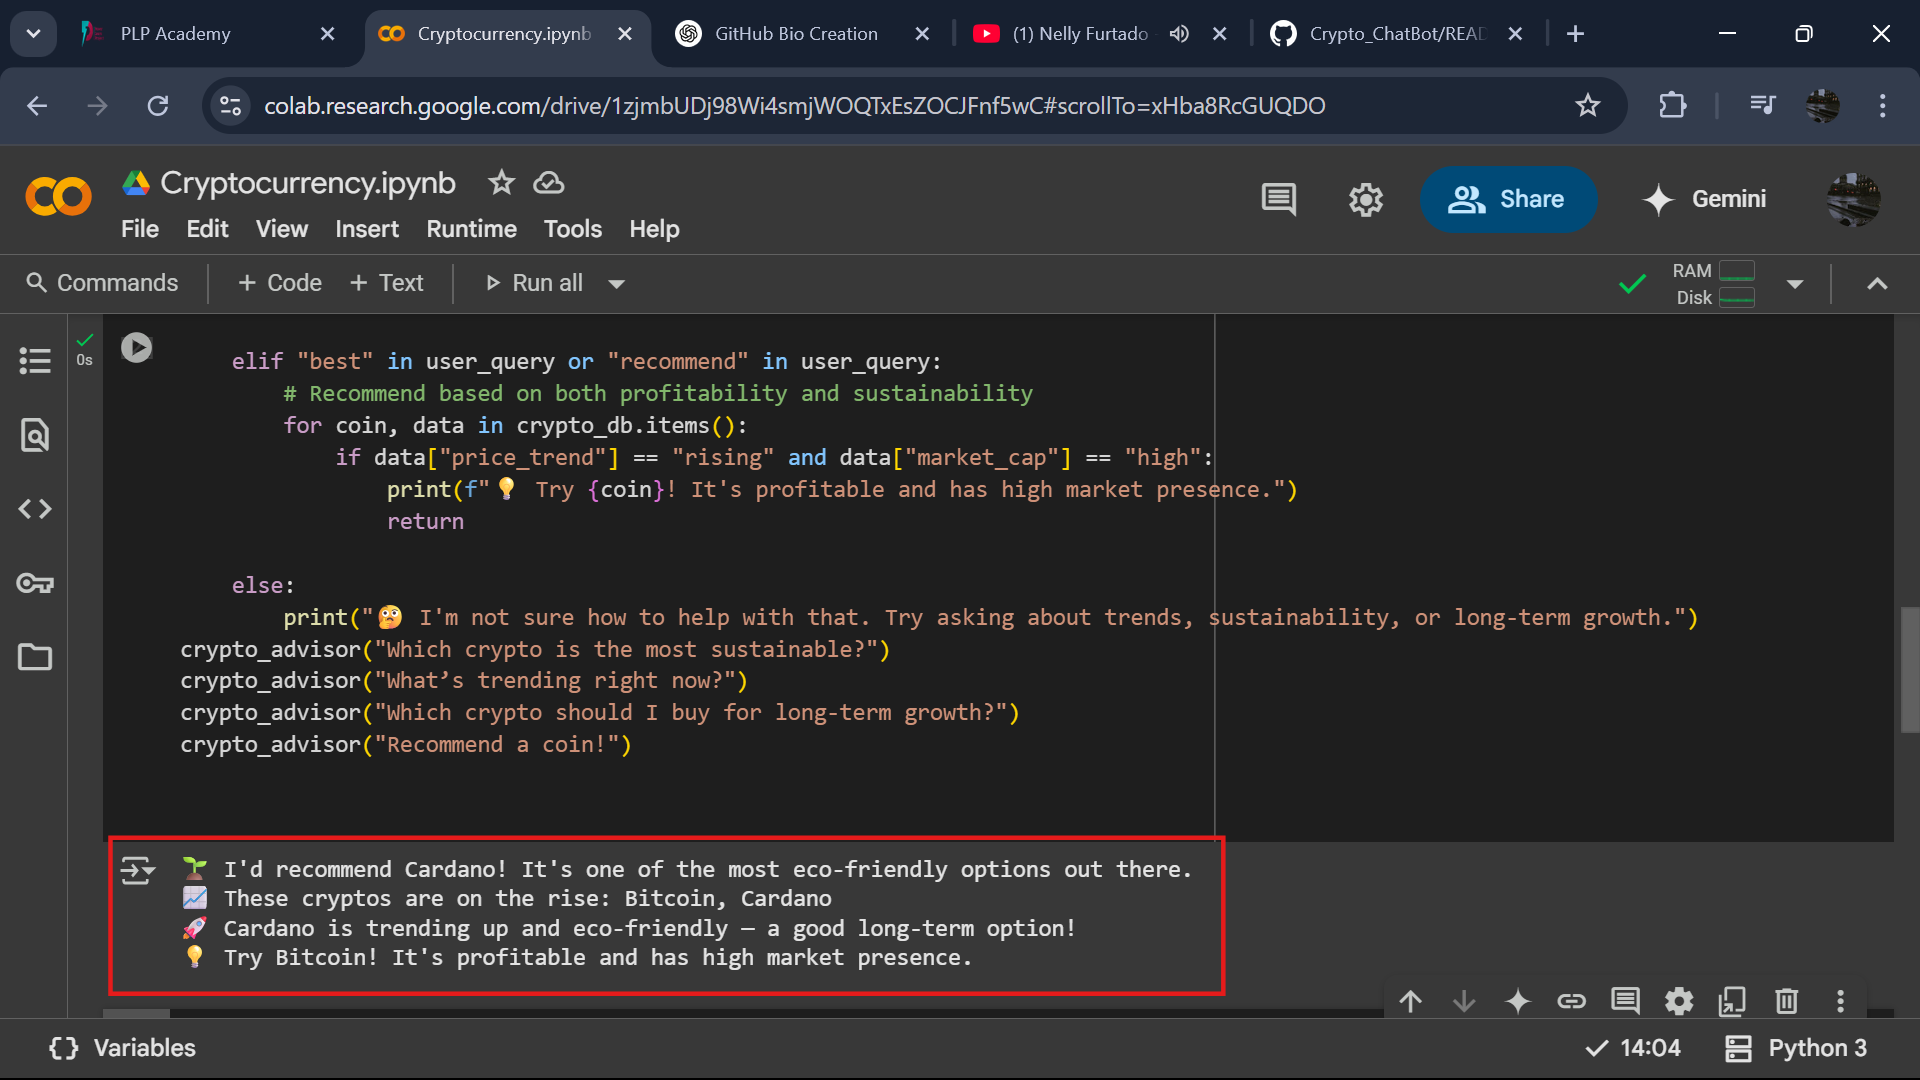 PLP Academy
Cryptocurrency.ipynb
GitHub Bio Creation
(1) Nelly Furtado
Crypto_ChatBot/READ
colab.research.google.com/drive/1zjmbUDj98Wi4smjWOQTxEsZOCJFnf5wC#scrollTo=xHba8RcGUQDO
Cryptocurrency.ipynb
File Edit View Insert Runtime Tools Help
Share
Gemini
Commands + Code + Text Run all
RAM
Disk
0s
elif "best" in user_query or "recommend" in user_query:
# Recommend based on both profitability and sustainability
for coin, data in crypto_db.items():
if data["price_trend"] == "rising" and data["market_cap"] == "high":
print(f"💡 Try {coin}! It's profitable and has high market presence.")
return
else:
print("🤔 I'm not sure how to help with that. Try asking about trends, sustainability, or long-term growth.")
crypto_advisor("Which crypto is the most sustainable?")
crypto_advisor("What’s trending right now?")
crypto_advisor("Which crypto should I buy for long-term growth?")
crypto_advisor("Recommend a coin!")
🌱 I'd recommend Cardano! It's one of the most eco-friendly options out there.
📈 These cryptos are on the rise: Bitcoin, Cardano
🚀 Cardano is trending up and eco-friendly — a good long-term option!
💡 Try Bitcoin! It's profitable and has high market presence.
{} Variables
14:04
Python 3